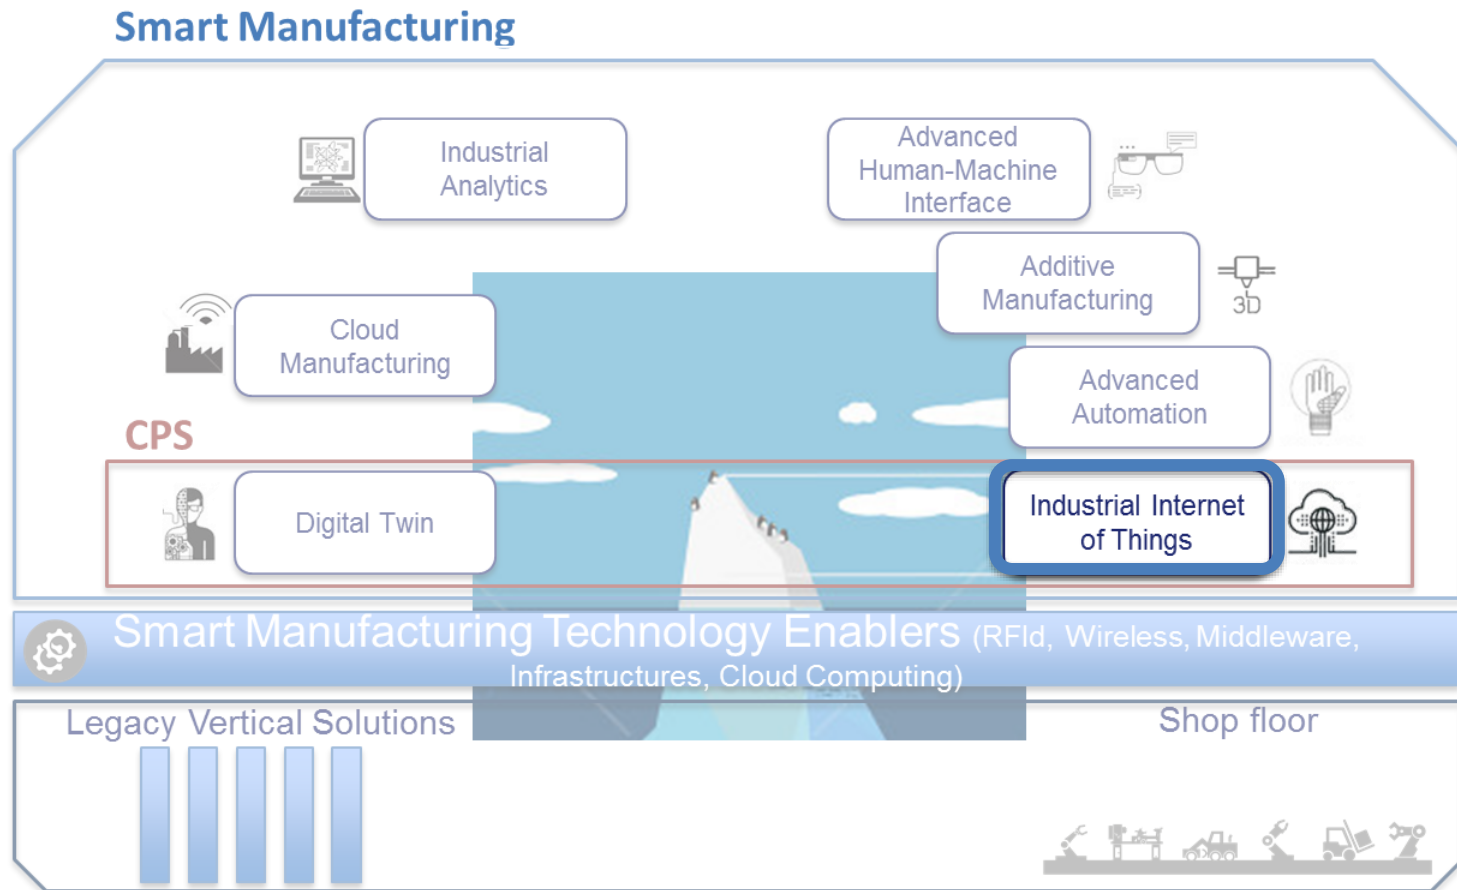 Smart Manufacturing
Industrial
Analytics
Advanced
Human-Machine
Interface
Additive
Manufacturing
3D
Cloud
Manufacturing
Advanced
Automation
CPS
Digital Twin
Industrial Internet
of Things
Smart Manufacturing Technology Enablers (RFId, Wireless, Middleware,
Infrastructures, Cloud Computing)
Legacy Vertical Solutions
Shop floor